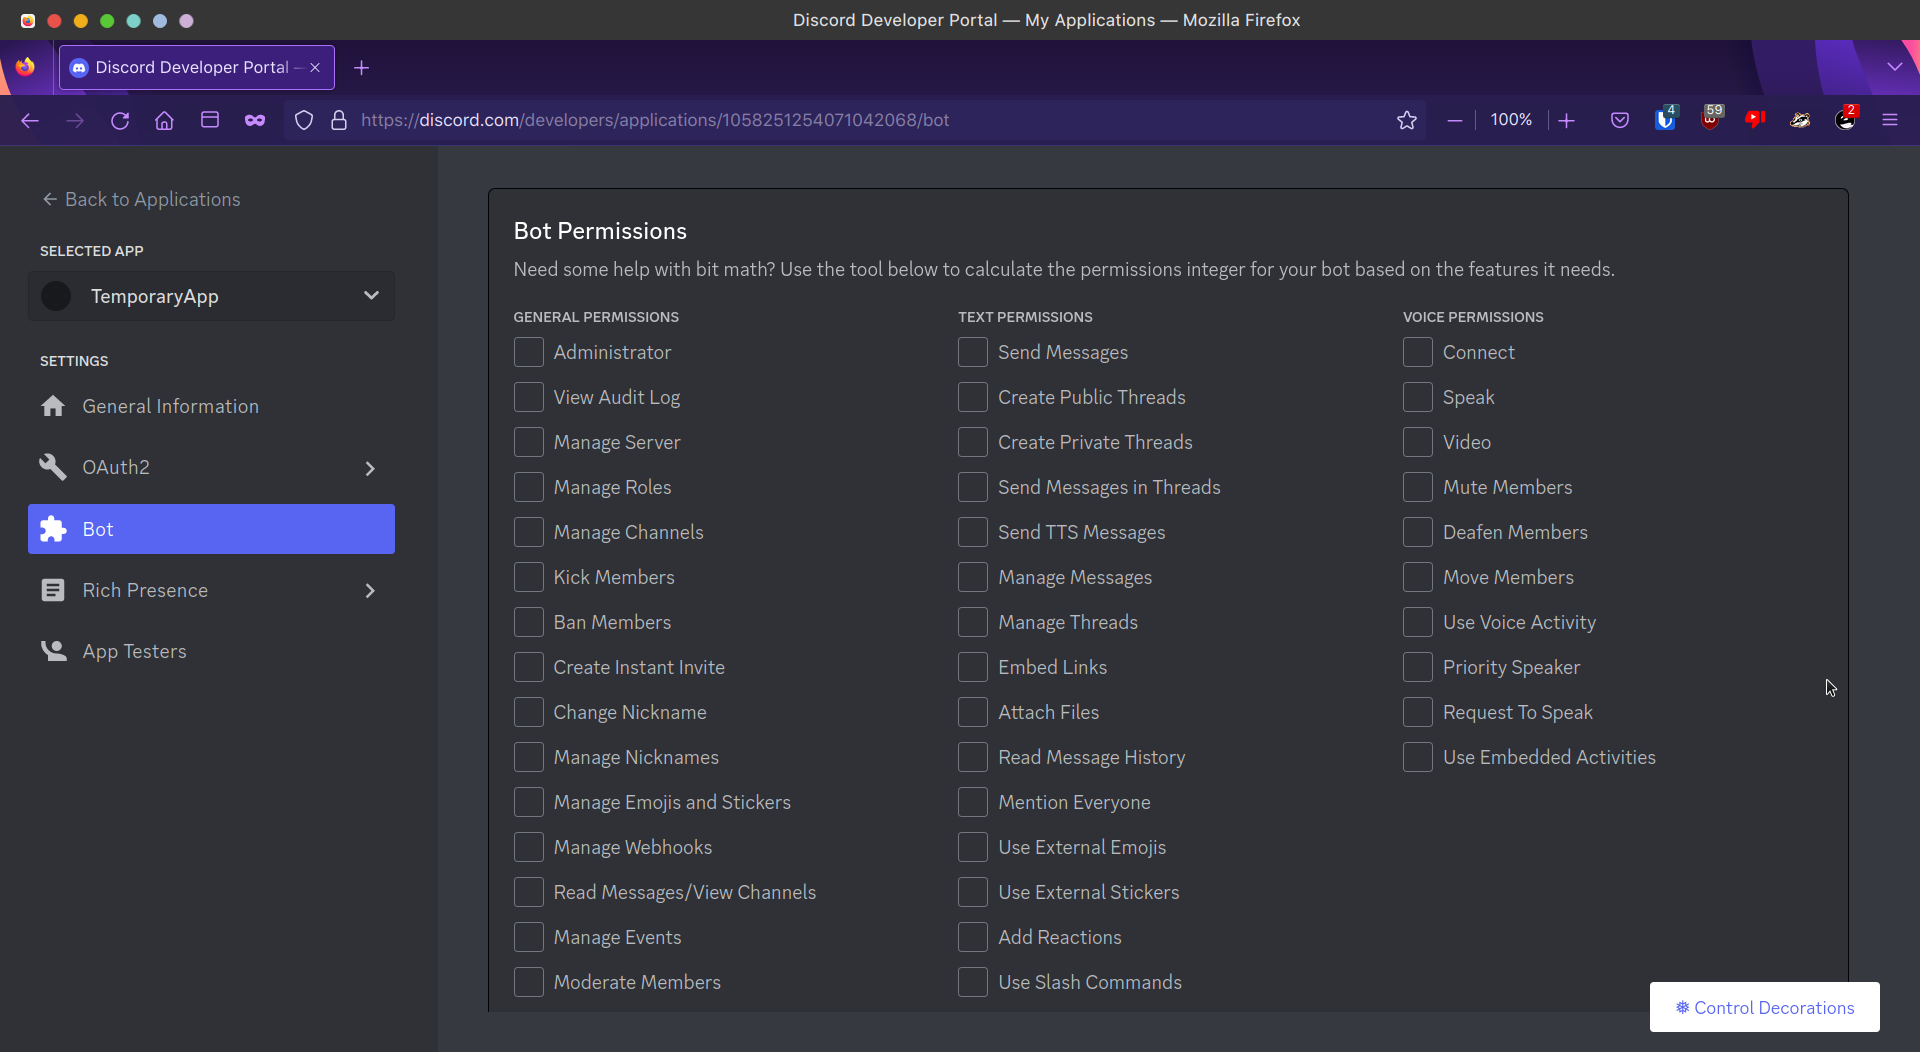 Discord Developer Portal — My Applications — Mozilla Firefox
Discord Developer Portal –
https://discord.com/developers/applications/1058251254071042068/bot
100%
4
59
2
Back to Applications
SELECTED APP
TemporaryApp
SETTINGS
General Information
OAuth2
Bot
Rich Presence
App Testers
Bot Permissions
Need some help with bit math? Use the tool below to calculate the permissions integer for your bot based on the features it needs.
GENERAL PERMISSIONS
Administrator
View Audit Log
Manage Server
Manage Roles
Manage Channels
Kick Members
Ban Members
Create Instant Invite
Change Nickname
Manage Nicknames
Manage Emojis and Stickers
Manage Webhooks
Read Messages/View Channels
Manage Events
Moderate Members
TEXT PERMISSIONS
Send Messages
Create Public Threads
Create Private Threads
Send Messages in Threads
Send TTS Messages
Manage Messages
Manage Threads
Embed Links
Attach Files
Read Message History
Mention Everyone
Use External Emojis
Use External Stickers
Add Reactions
Use Slash Commands
VOICE PERMISSIONS
Connect
Speak
Video
Mute Members
Deafen Members
Move Members
Use Voice Activity
Priority Speaker
Request To Speak
Use Embedded Activities
Control Decorations